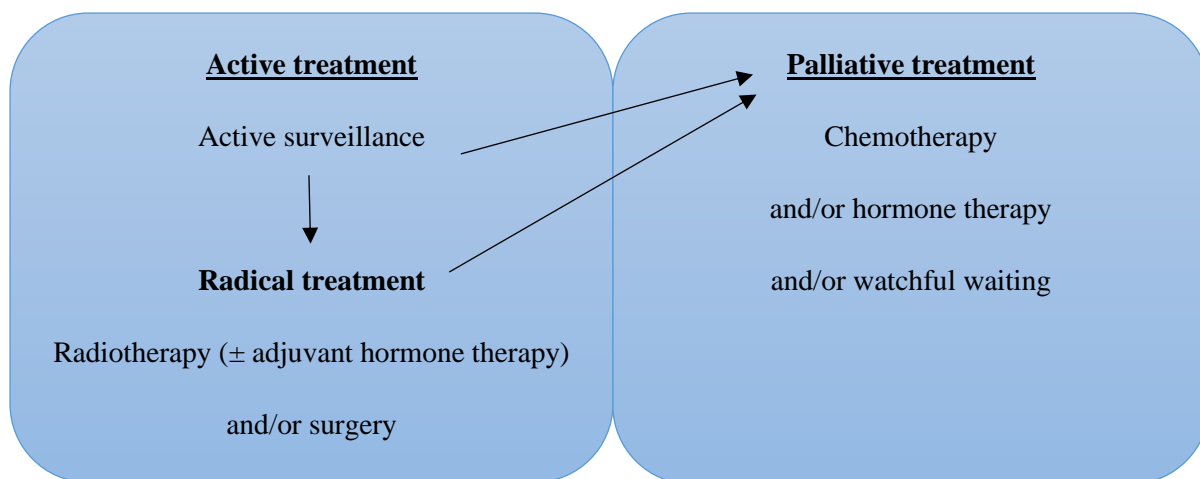 Active treatment
Active surveillance
Radical treatment
Radiotherapy (± adjuvant hormone therapy)
and/or surgery
Palliative treatment
Chemotherapy
and/or hormone therapy
and/or watchful waiting